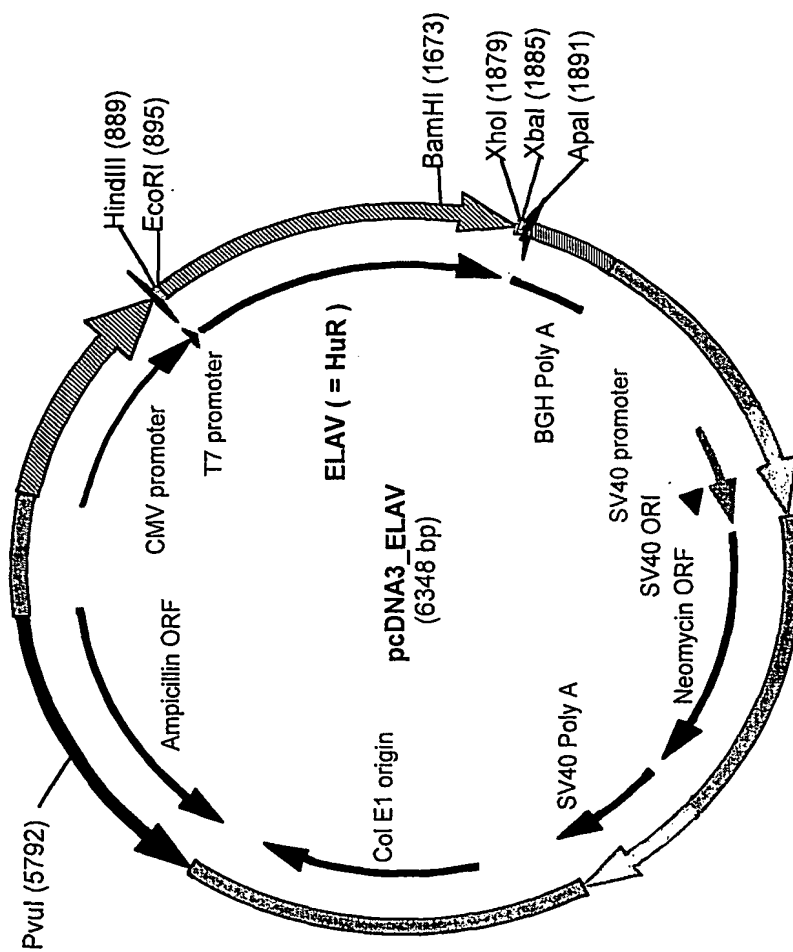 PvuI (5792)
HindIII (889)
EcoRI (895)
BamHI (1673)
XhoI (1879)
XbaI (1885)
ApaI (1891)
Ampicillin ORF
CMV promoter
T7 promoter
Col E1 origin
pcDNA3_ELAV
(6348 bp)
ELAV ( = HuR)
SV40 Poly A
Neomycin ORF
SV40 ORI
SV40 promoter
BGH Poly A